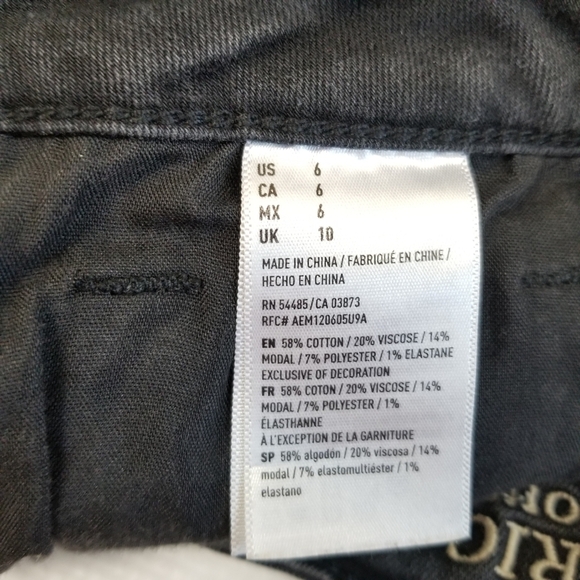 US 6
CA 6
MX 6
UK 10
MADE IN CHINA / FABRIQUÉ EN CHINE /
HECHO EN CHINA
RN 54485/CA 03873
RFC# AEM120605U9A
EN 58% COTTON / 20% VISCOSE / 14%
MODAL / 7% POLYESTER / 1% ELASTANE
EXCLUSIVE OF DECORATION
FR 58% COTON / 20% VISCOSE / 14%
MODAL / 7% POLYESTER / 1%
ÉLASTHANNE
À L'EXCEPTION DE LA GARNITURE
SP 58% algodón / 20% viscosa / 14%
modal / 7% elastomultiéster / 1%
elastano
RIC
OF